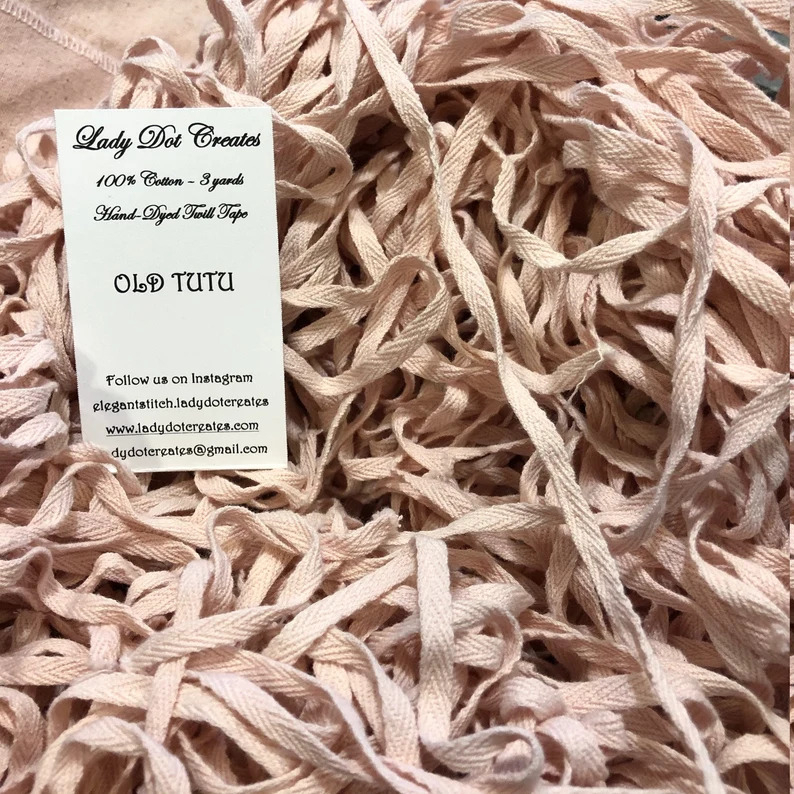 Lady Dot Creates
100% Cotton ~ 3 yards
Hand-Dyed Twill Tape
OLD TUTU
Follow us on Instagram
elegantstitch.ladydotcreates
www.ladydotcreates.com
dydotcreates@gmail.com